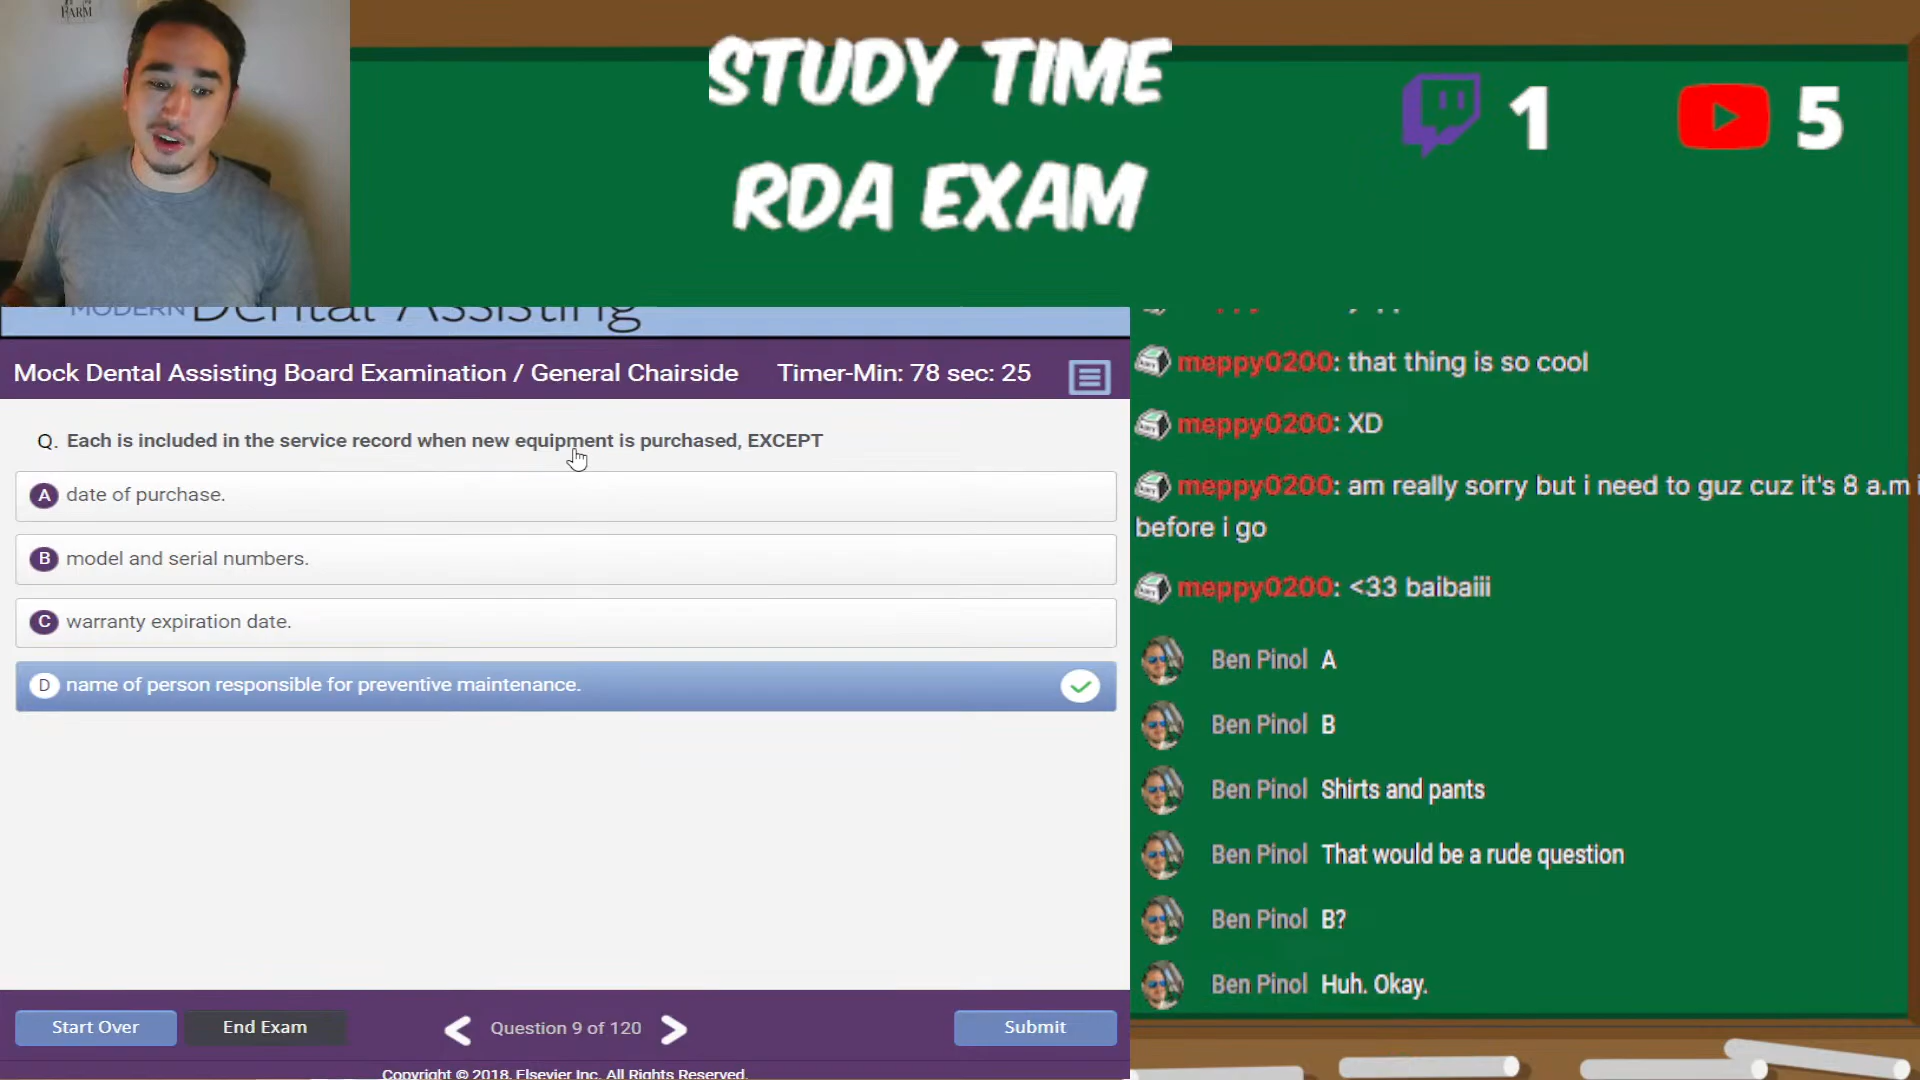 FARM
STUDY TIME
RDA EXAM
1
5
MODERN Dental Assisting
Mock Dental Assisting Board Examination / General Chairside
Timer-Min: 78 sec: 25
Q. Each is included in the service record when new equipment is purchased, EXCEPT
A date of purchase.
B model and serial numbers.
C warranty expiration date.
D name of person responsible for preventive maintenance.
Start Over
End Exam
Question 9 of 120
Submit
Copyright © 2018, Elsevier Inc. All Rights Reserved.
meppy0200: that thing is so cool
meppy0200: XD
meppy0200: am really sorry but i need to guz cuz it's 8 a.m i
before i go
meppy0200: <33 baibaiii
Ben Pinol A
Ben Pinol B
Ben Pinol Shirts and pants
Ben Pinol That would be a rude question
Ben Pinol B?
Ben Pinol Huh. Okay.